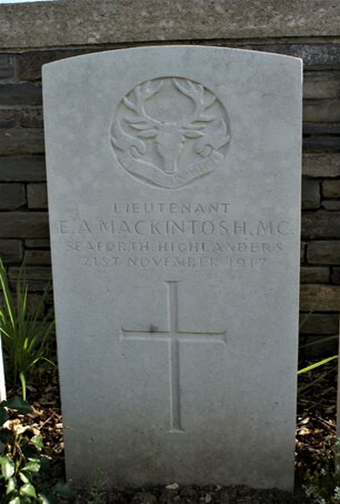 LIEUTENANT
E. A. MACKINTOSH, M.C.
SEAFORTH HIGHLANDERS
21ST NOVEMBER 1917